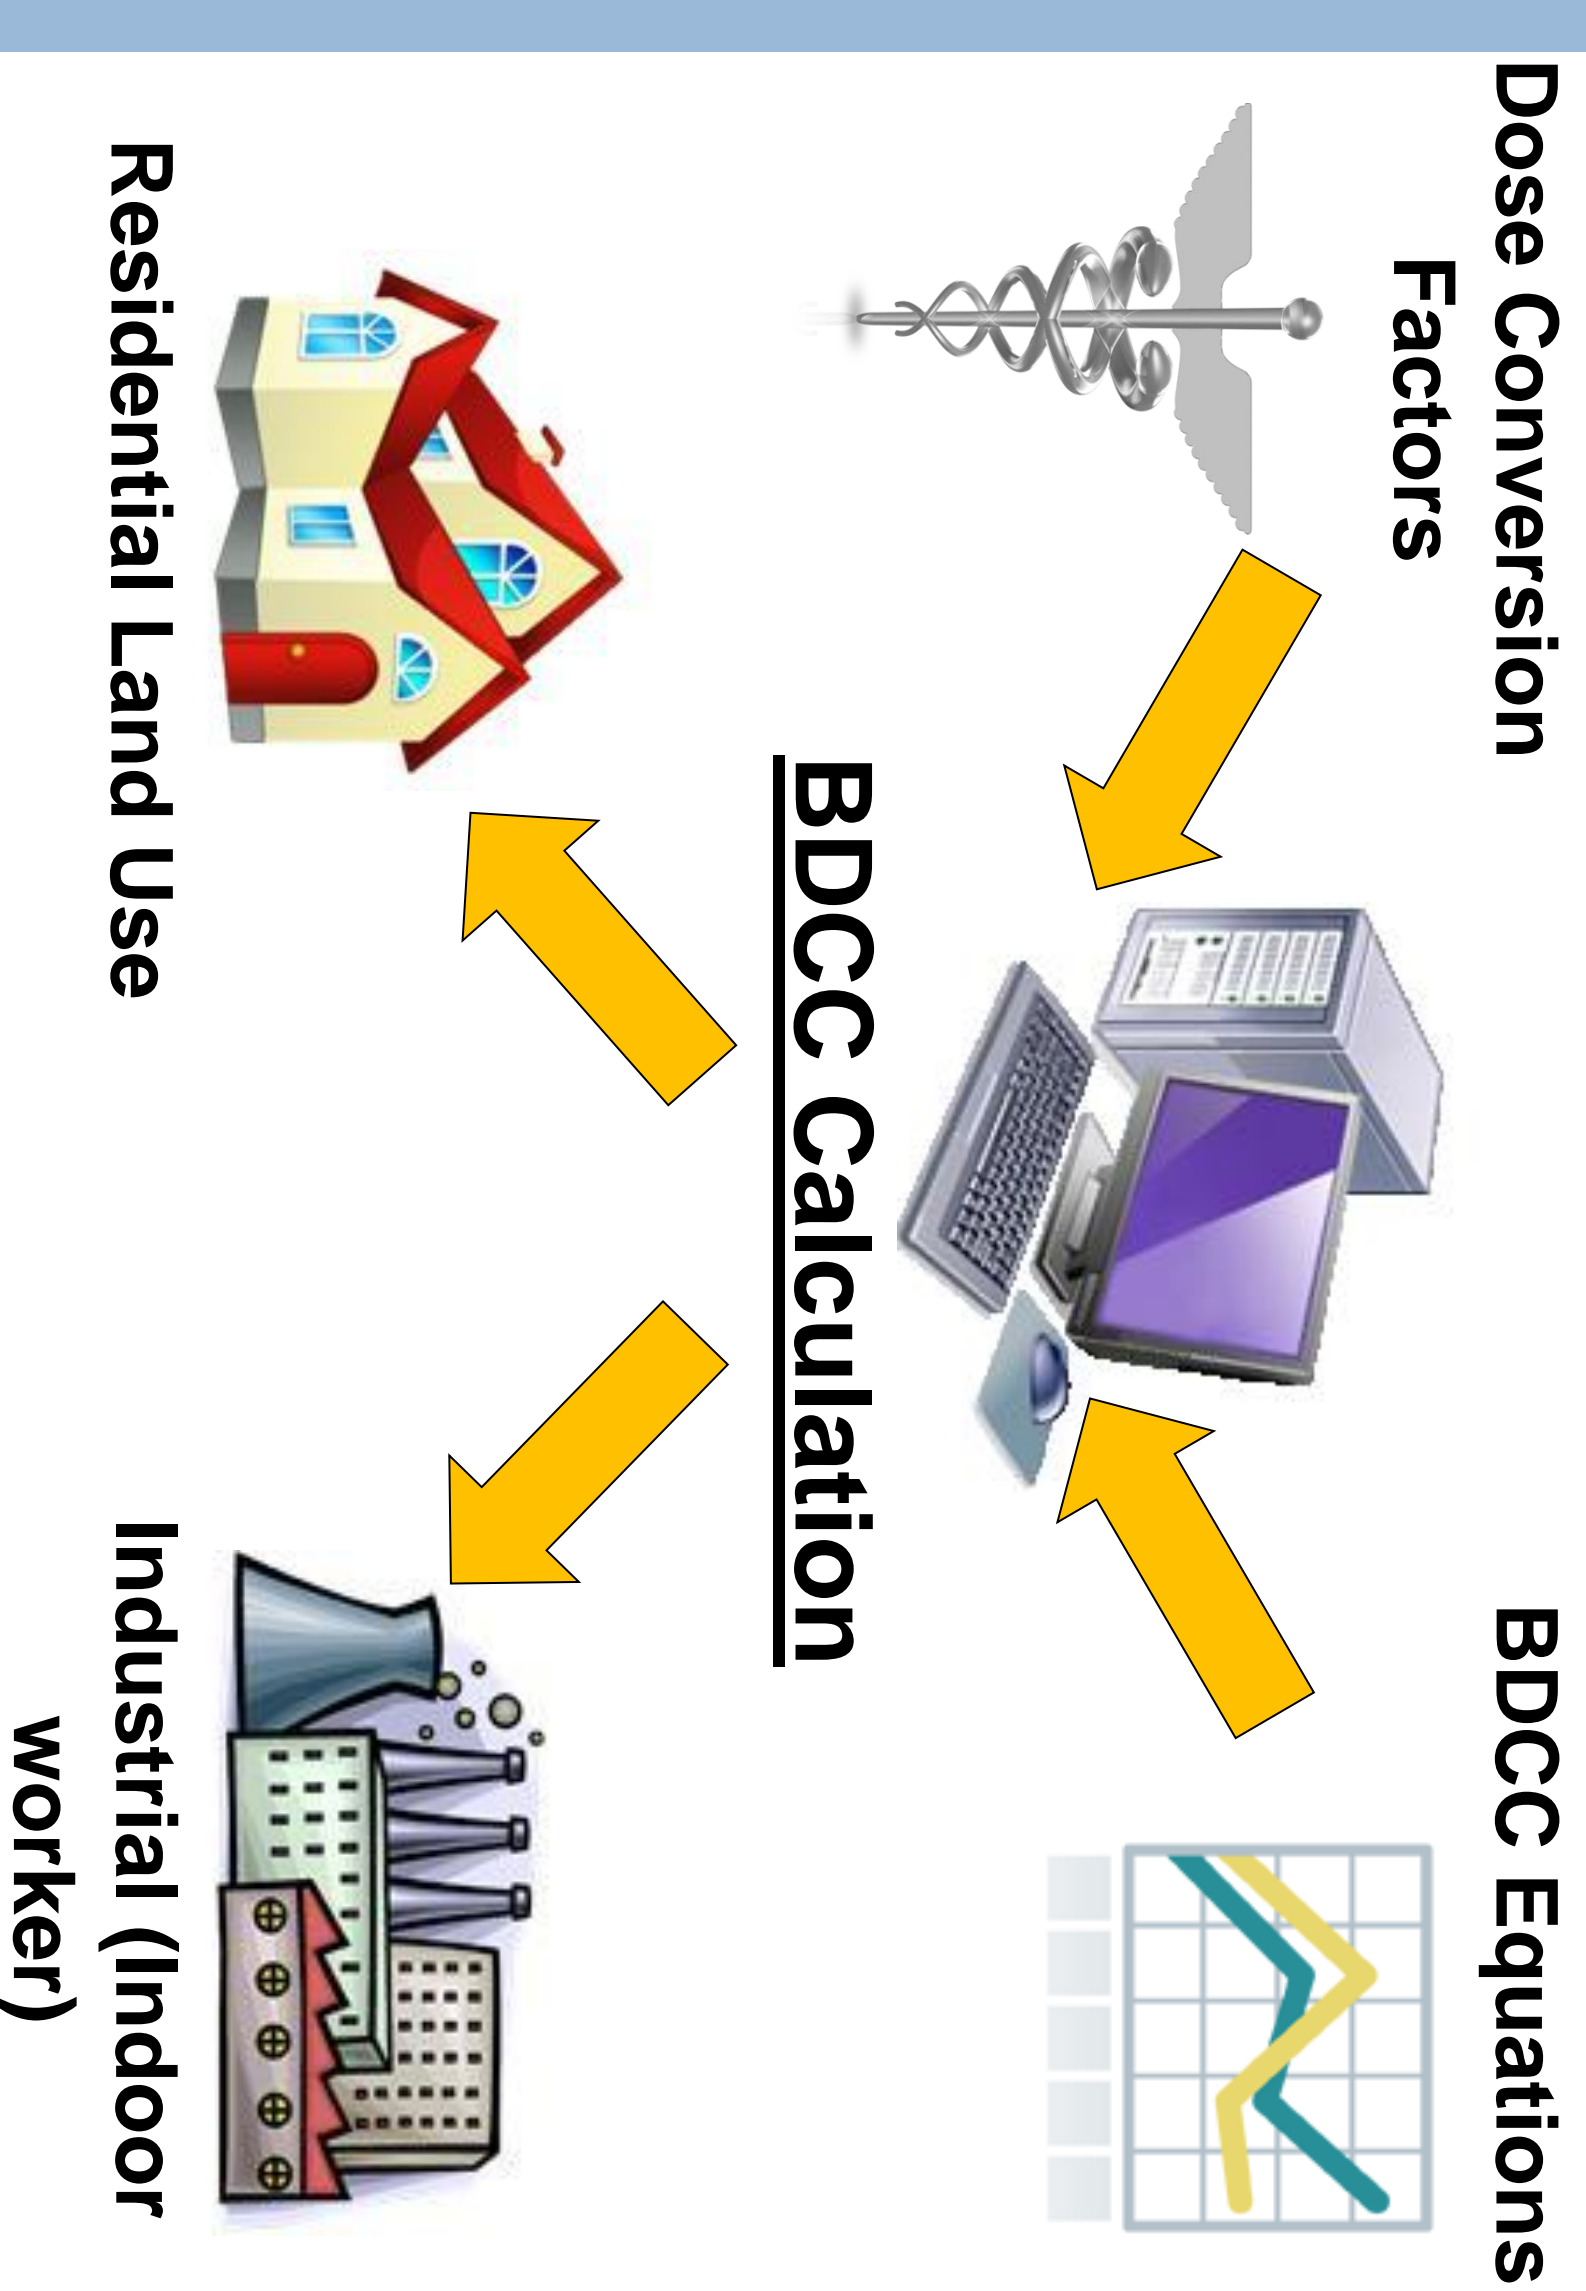 Dose Conversion
Factors
BDCC Equations
BDCC Calculation
Residential Land Use
Industrial (Indoor
worker)